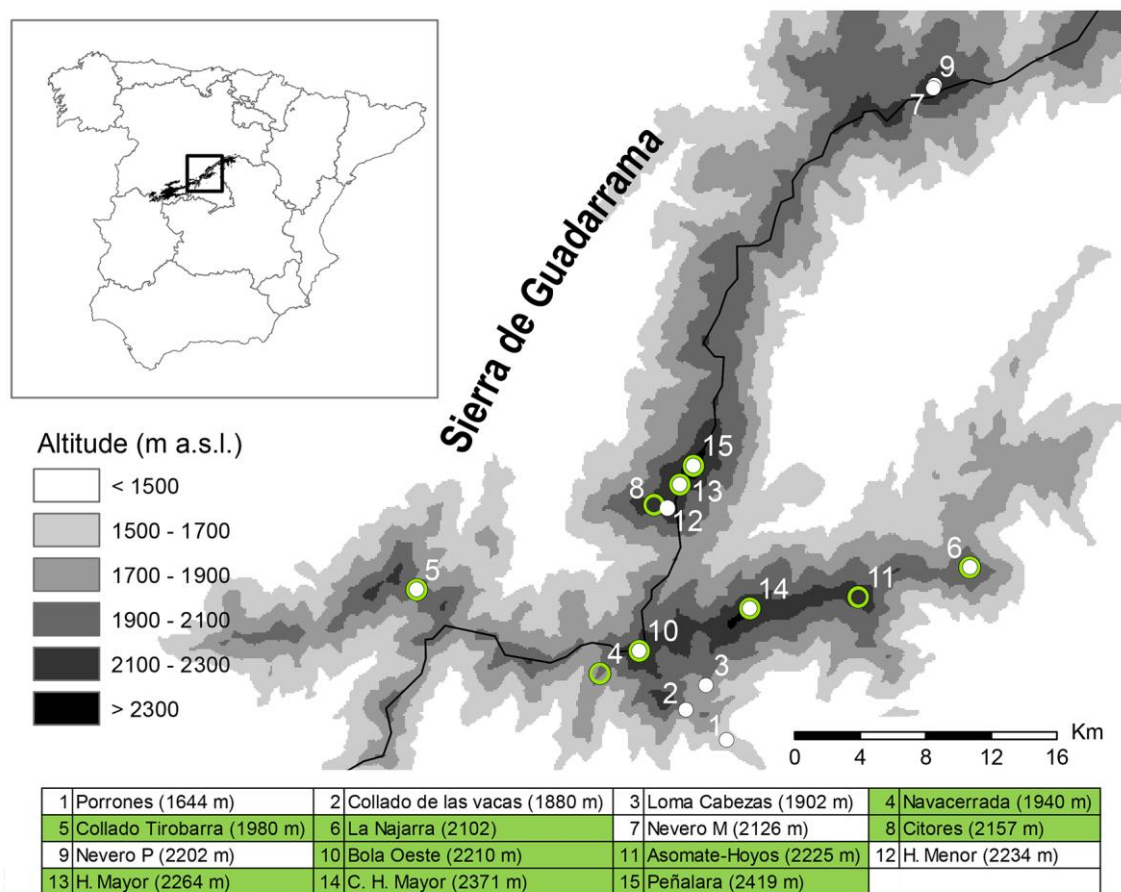 9
7
Sierra de Guadarrama
Altitude (m a.s.l.)
< 1500
1500 - 1700
1700 - 1900
1900 - 2100
2100 - 2300
> 2300
15
8
13
12
5
6
14
11
10
4
3
2
1
Km
0 4 8 12 16
1 Porrones (1644 m) 2 Collado de las vacas (1880 m) 3 Loma Cabezas (1902 m) 4 Navacerrada (1940 m)
5 Collado Tirobarra (1980 m) 6 La Najarra (2102) 7 Nevero M (2126 m) 8 Citores (2157 m)
9 Nevero P (2202 m) 10 Bola Oeste (2210 m) 11 Asomate-Hoyos (2225 m) 12 H. Menor (2234 m)
13 H. Mayor (2264 m) 14 C. H. Mayor (2371 m) 15 Peñalara (2419 m)